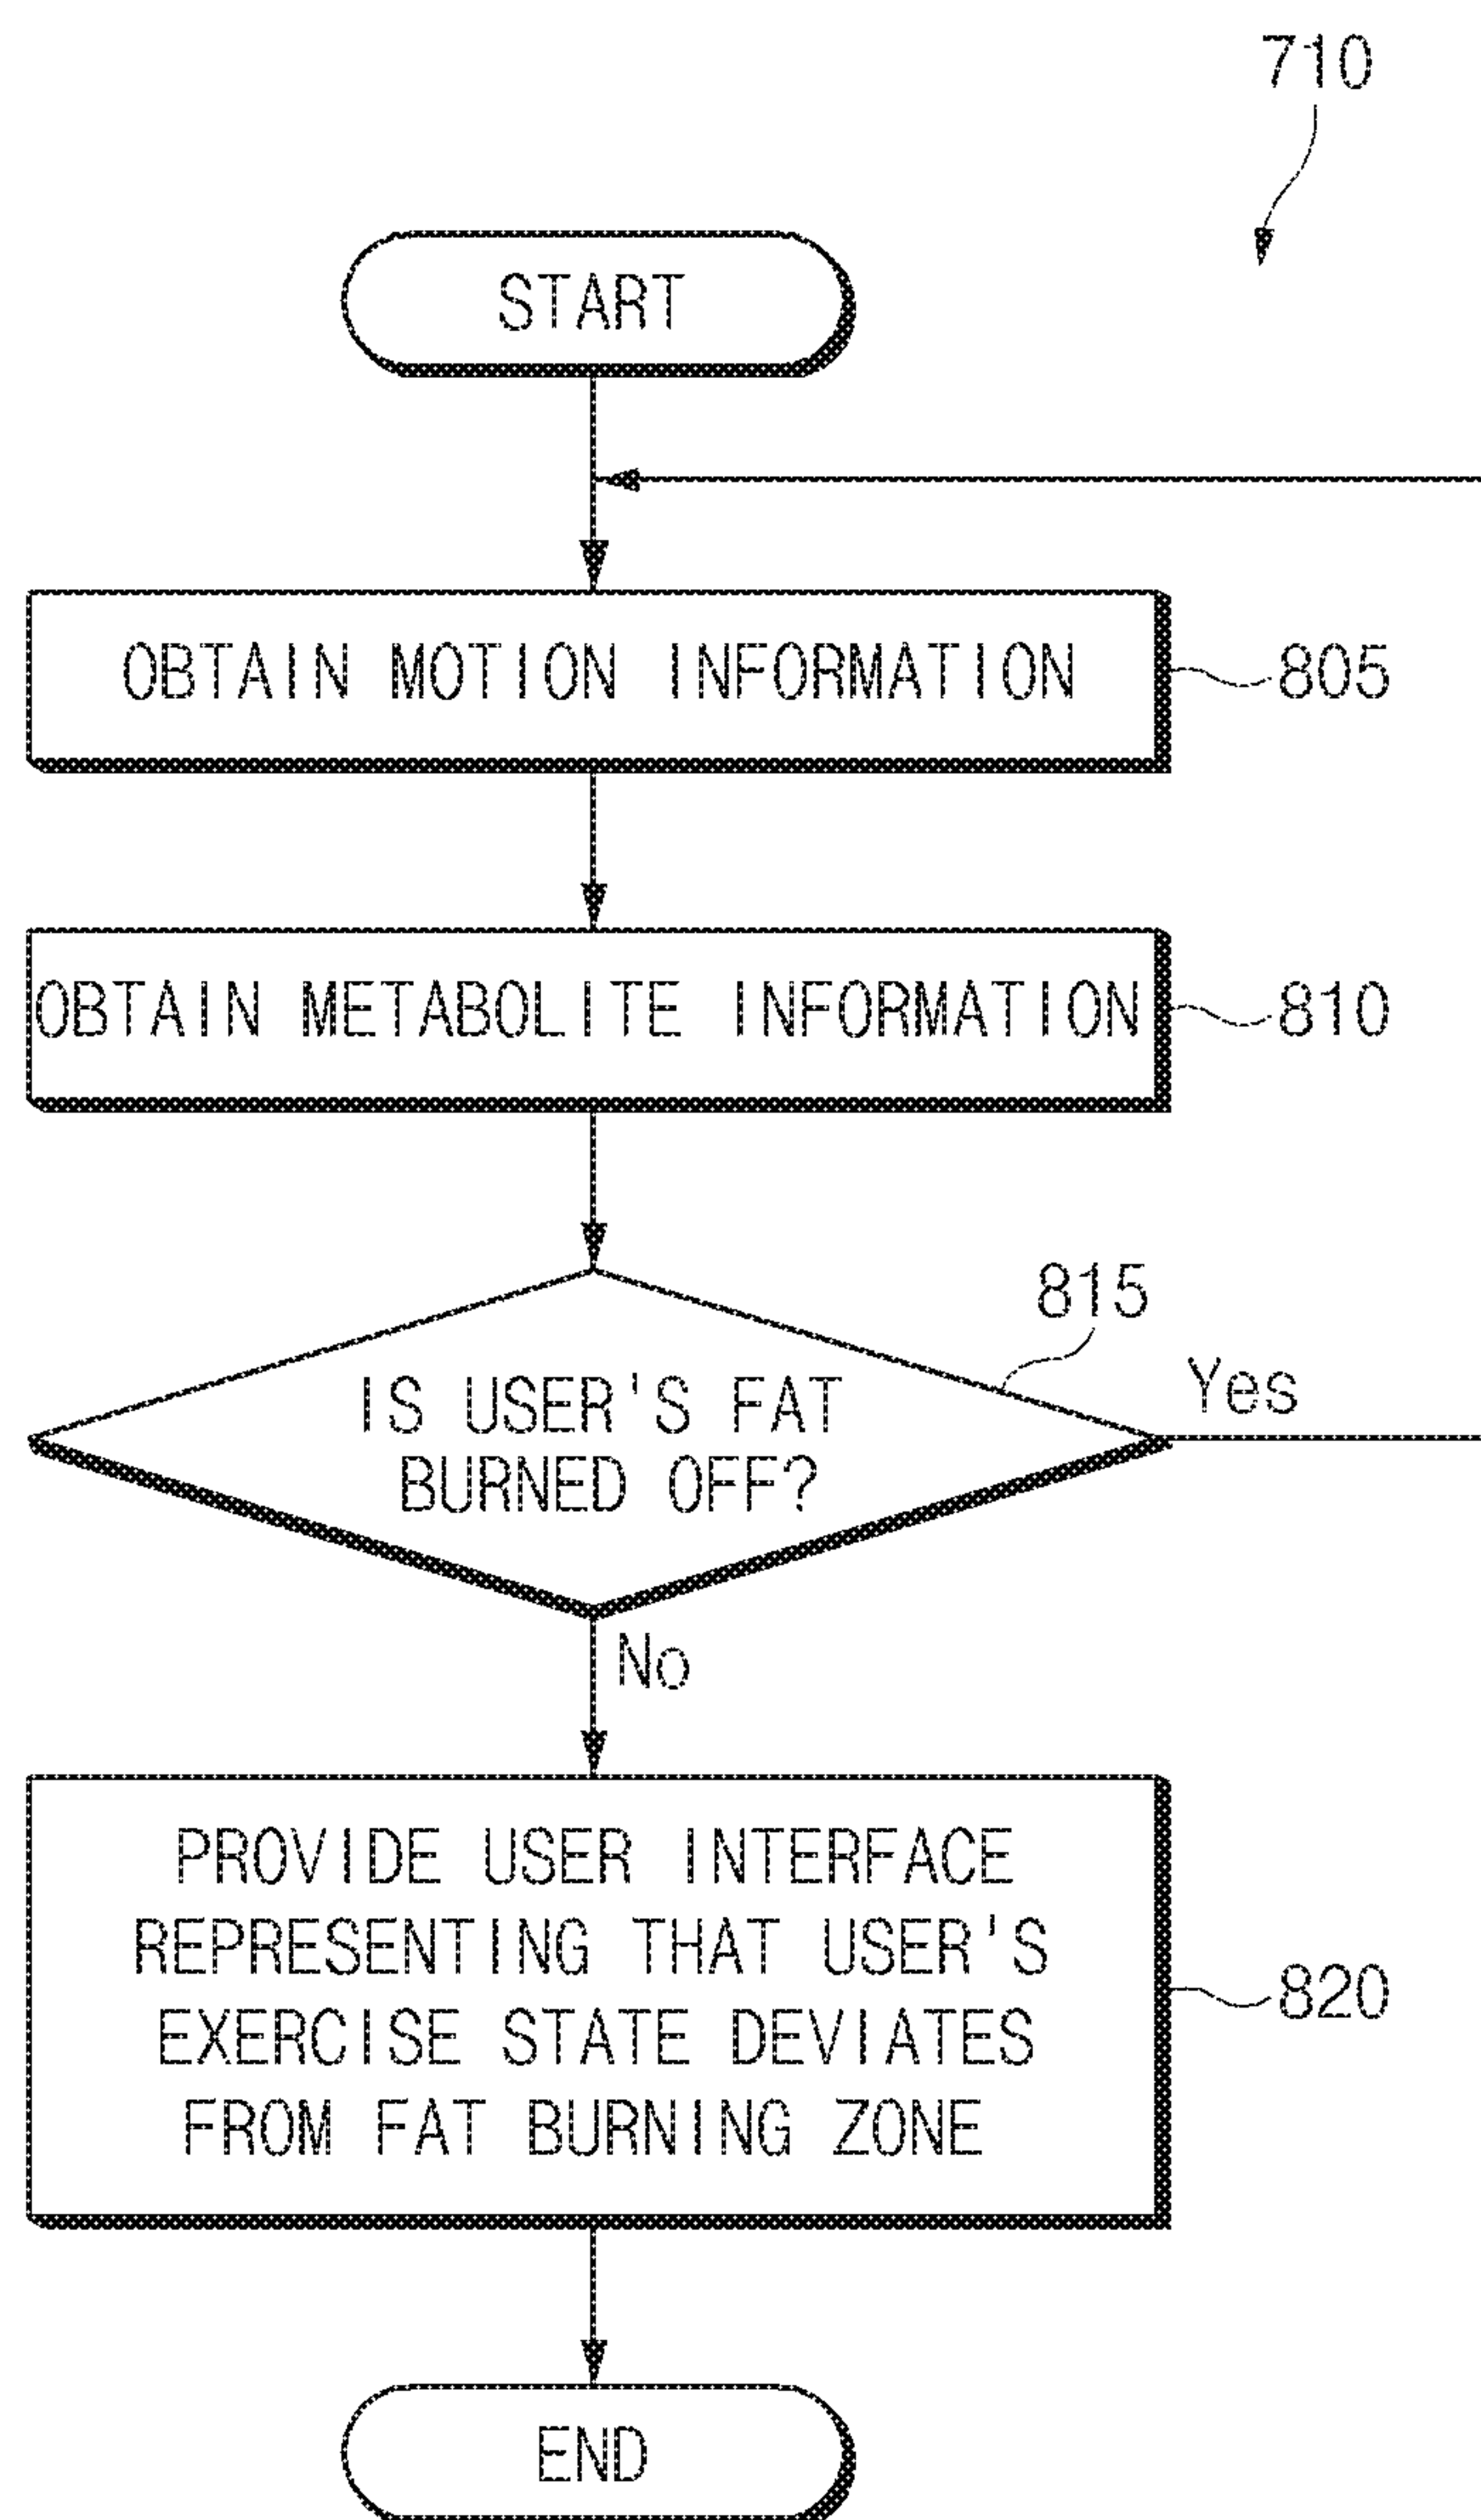 710
START
OBTAIN MOTION INFORMATION
805
OBTAIN METABOLITE INFORMATION
810
815
IS USER'S FAT
BURNED OFF?
Yes
No
PROVIDE USER INTERFACE
REPRESENTING THAT USER'S
EXERCISE STATE DEVIATES
FROM FAT BURNING ZONE
820
END